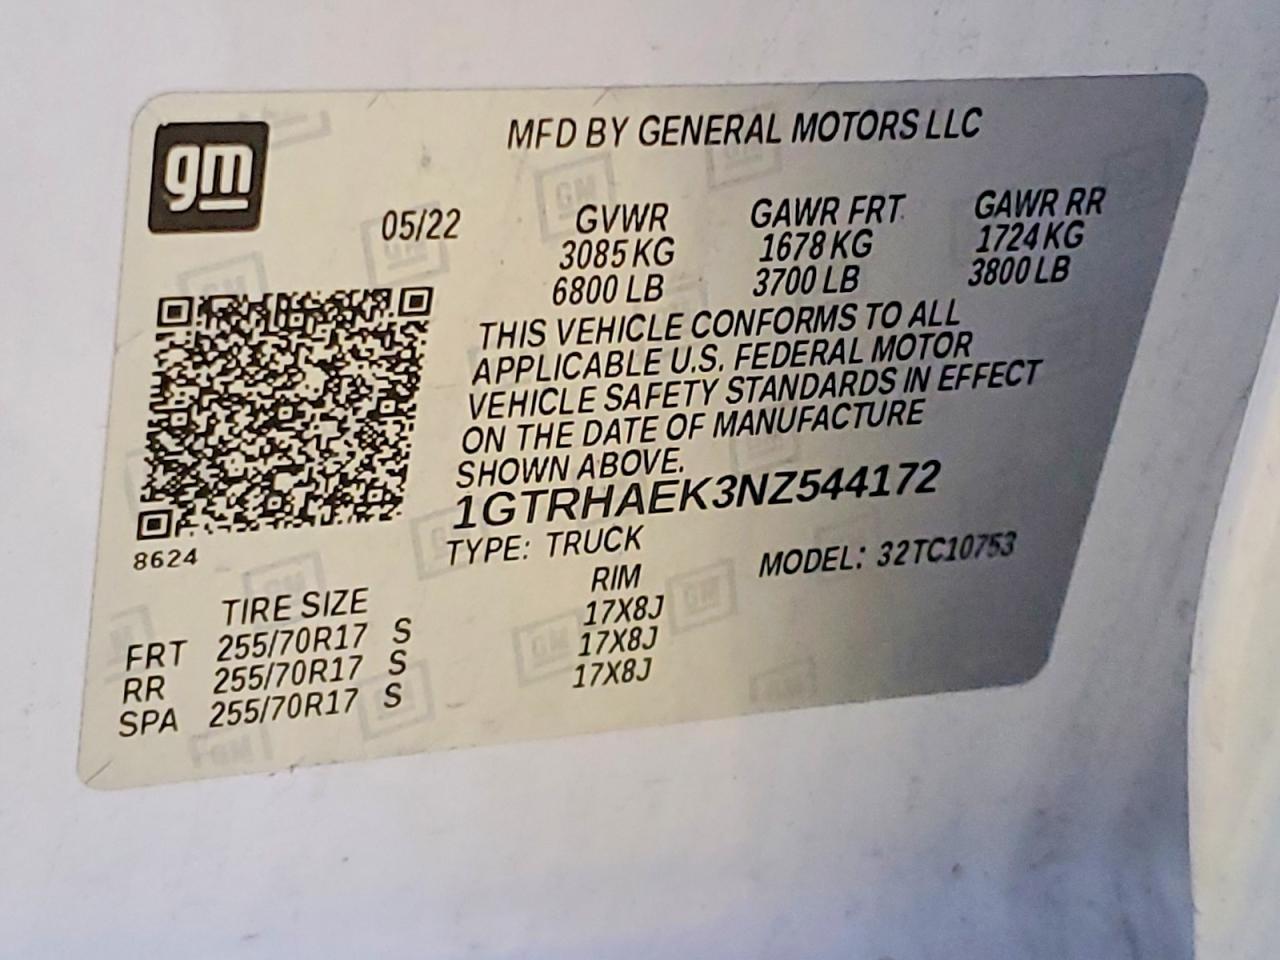 gm
MFD BY GENERAL MOTORS LLC
05/22 GVWR GAWR FRT GAWR RR
3085 KG 1678 KG 1724 KG
6800 LB 3700 LB 3800 LB
THIS VEHICLE CONFORMS TO ALL
APPLICABLE U.S. FEDERAL MOTOR
VEHICLE SAFETY STANDARDS IN EFFECT
ON THE DATE OF MANUFACTURE
SHOWN ABOVE.
1GTRHAEK3NZ544172
8624
TYPE: TRUCK MODEL: 32TC10753
TIRE SIZE RIM
FRT 255/70R17 S 17X8J
RR 255/70R17 S 17X8J
SPA 255/70R17 S 17X8J